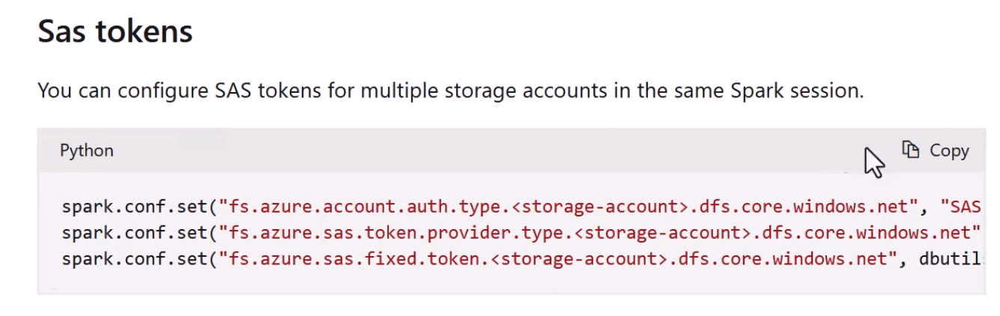 Sas tokens
You can configure SAS tokens for multiple storage accounts in the same Spark session.
Python
Copy
spark.conf.set("fs.azure.account.auth.type.<storage-account>.dfs.core.windows.net", "SAS
spark.conf.set("fs.azure.sas.token.provider.type.<storage-account>.dfs.core.windows.net"
spark.conf.set("fs.azure.sas.fixed.token.<storage-account>.dfs.core.windows.net", dbutil